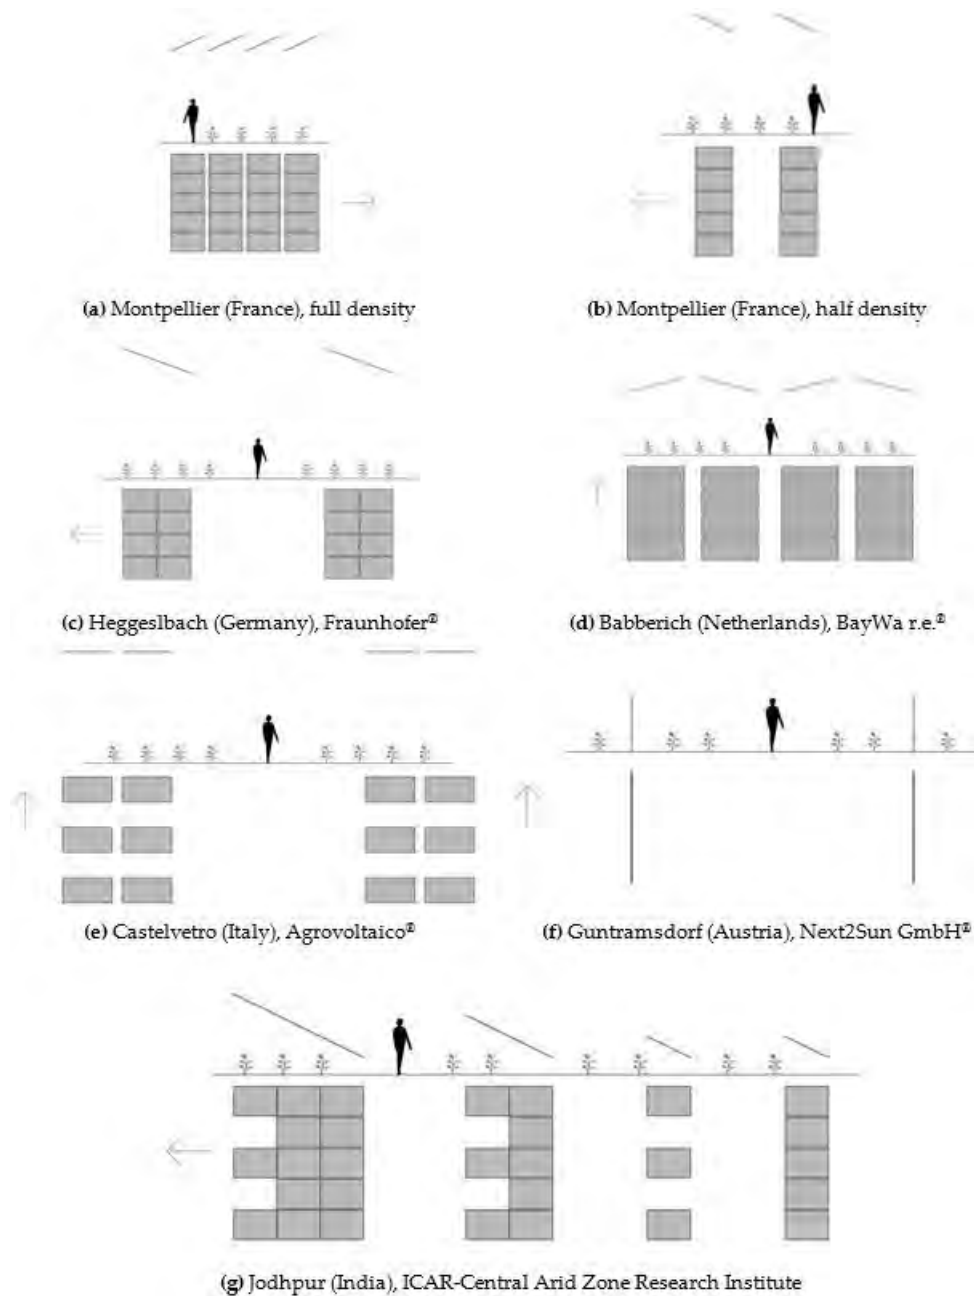 (a) Montpellier (France), full density
(b) Montpellier (France), half density
(c) Heggeslbach (Germany), Fraunhofer®
(d) Babberich (Netherlands), BayWa r.e.®
(e) Castelvetro (Italy), Agrovoltaico®
(f) Guntramsdorf (Austria), Next2Sun GmbH®
(g) Jodhpur (India), ICAR-Central Arid Zone Research Institute